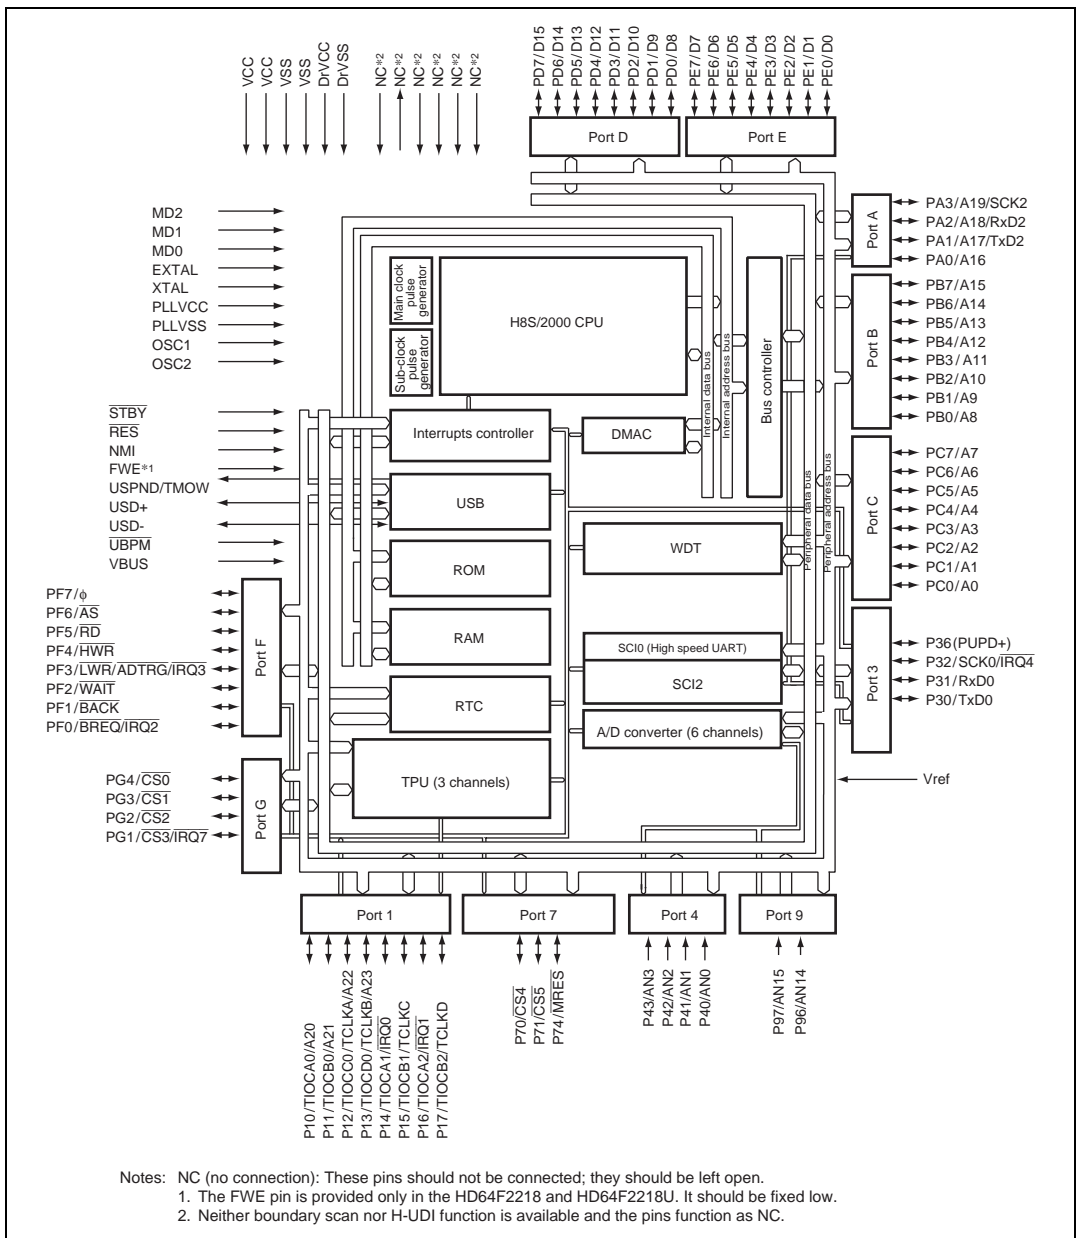 VCC
VCC
VSS
VSS
DrVCC
DrVSS
NC*2
NC*2
NC*2
NC*2
NC*2
NC*2
PD7/D15
PD6/D14
PD5/D13
PD4/D12
PD3/D11
PD2/D10
PD1/D9
PD0/D8
PE7/D7
PE6/D6
PE5/D5
PE4/D4
PE3/D3
PE2/D2
PE1/D1
PE0/D0
Port D
Port E
MD2
MD1
MD0
EXTAL
XTAL
PLLVCC
PLLVSS
OSC1
OSC2
STBY
RES
NMI
FWE*1
USPND/TMOW
USD+
USD-
UBPM
VBUS
Main clock pulse generator
Sub-clock pulse generator
H8S/2000 CPU
Interrupts controller
DMAC
USB
ROM
RAM
RTC
TPU (3 channels)
WDT
SCI0 (High speed UART)
SCI2
A/D converter (6 channels)
Internal data bus
Internal address bus
Bus controller
Peripheral data bus
Peripheral address bus
Port A
PA3/A19/SCK2
PA2/A18/RxD2
PA1/A17/TxD2
PA0/A16
Port B
PB7/A15
PB6/A14
PB5/A13
PB4/A12
PB3/A11
PB2/A10
PB1/A9
PB0/A8
Port C
PC7/A7
PC6/A6
PC5/A5
PC4/A4
PC3/A3
PC2/A2
PC1/A1
PC0/A0
Port 3
P36 (PUPD+)
P32/SCK0/IRQ4
P31/RxD0
P30/TxD0
Vref
PF7/ϕ
PF6/AS
PF5/RD
PF4/HWR
PF3/LWR/ADTRG/IRQ3
PF2/WAIT
PF1/BACK
PF0/BREQ/IRQ2
Port F
PG4/CS0
PG3/CS1
PG2/CS2
PG1/CS3/IRQ7
Port G
Port 1
Port 7
Port 4
Port 9
P10/TIOCA0/A20
P11/TIOCB0/A21
P12/TIOCC0/TCLKA/A22
P13/TIOCD0/TCLKB/A23
P14/TIOCA1/IRQ0
P15/TIOCB1/TCLKC
P16/TIOCA2/IRQ1
P17/TIOCB2/TCLKD
P70/CS4
P71/CS5
P74/MRES
P43/AN3
P42/AN2
P41/AN1
P40/AN0
P97/AN15
P96/AN14
Notes: NC (no connection): These pins should not be connected; they should be left open.
1. The FWE pin is provided only in the HD64F2218 and HD64F2218U. It should be fixed low.
2. Neither boundary scan nor H-UDI function is available and the pins function as NC.